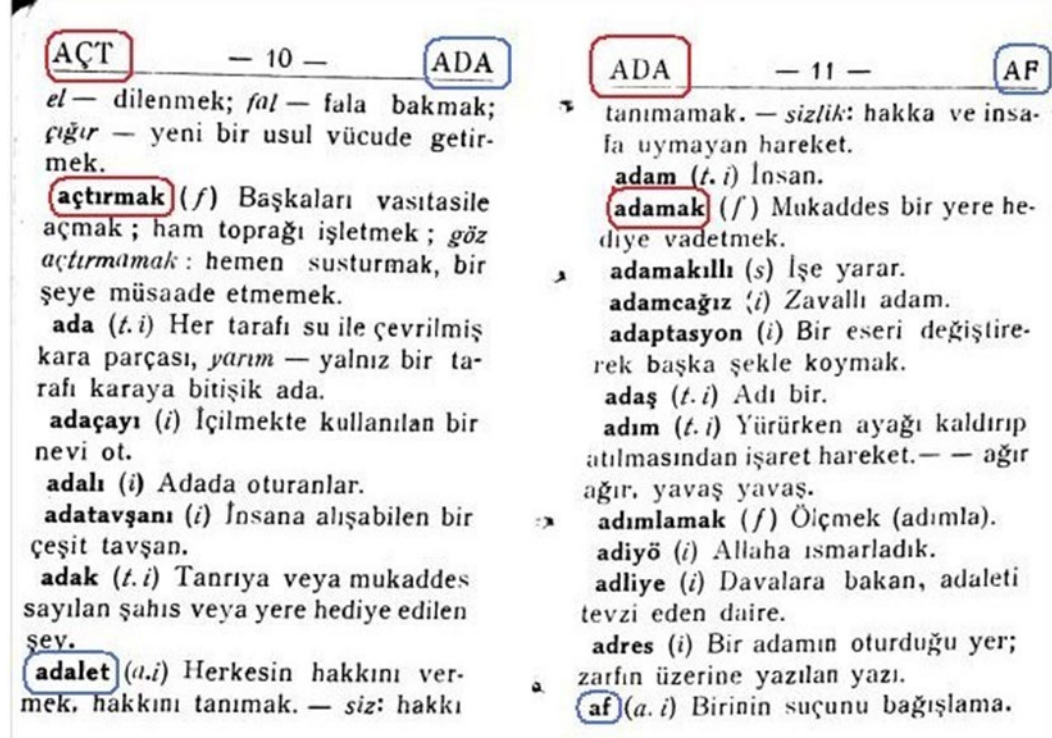 AÇT — 10 — ADA
el — dilenmek; fal — fala bakmak;
çığır — yeni bir usul vücude getir-
mek.
açtırmak (f) Başkaları vasıtasile
açmak ; ham toprağı işletmek ; göz
açtırmamak : hemen susturmak, bir
şeye müsaade etmemek.
ada (t. i) Her tarafı su ile çevrilmiş
kara parçası, yarım — yalnız bir ta-
rafı karaya bitişik ada.
adaçayı (i) İçilmekte kullanılan bir
nevi ot.
adalı (i) Adada oturanlar.
adatavşanı (i) İnsana alışabilen bir
çeşit tavşan.
adak (t. i) Tanrıya veya mukaddes
sayılan şahıs veya yere hediye edilen
şey.
adalet (a.i) Herkesin hakkını ver-
mek, hakkını tanımak. — siz: hakkı
ADA — 11 — AF
tanımamak. — sizlik: hakka ve insa-
fa uymayan hareket.
adam (t. i) İnsan.
adamak (f) Mukaddes bir yere he-
diye vadetmek.
adamakıllı (s) İşe yarar.
adamcağız (i) Zavallı adam.
adaptasyon (i) Bir eseri değiştire-
rek başka şekle koymak.
adaş (t. i) Adı bir.
adım (t. i) Yürürken ayağı kaldırıp
atılmasından işaret hareket.— — ağır
ağır, yavaş yavaş.
adımlamak (f) Ölçmek (adımla).
adiyö (i) Allaha ısmarladık.
adliye (i) Davalara bakan, adaleti
tevzi eden daire.
adres (i) Bir adamın oturduğu yer;
zarfın üzerine yazılan yazı.
af (a. i) Birinin suçunu bağışlama.